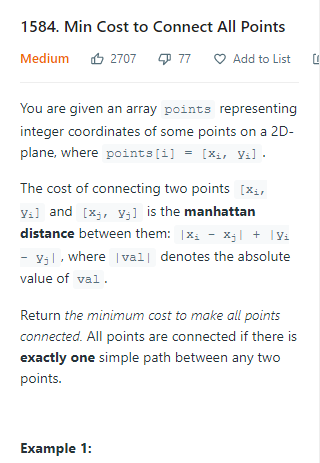 1584. Min Cost to Connect All Points
Medium 2707 77 Add to List
You are given an array points representing
integer coordinates of some points on a 2D-
plane, where points[i] = [xᵢ, yᵢ] .
The cost of connecting two points [xᵢ,
yᵢ] and [xⱼ, yⱼ] is the manhattan
distance between them: |xᵢ - xⱼ| + |yᵢ
- yⱼ| , where |val| denotes the absolute
value of val .
Return the minimum cost to make all points
connected. All points are connected if there is
exactly one simple path between any two
points.
Example 1: